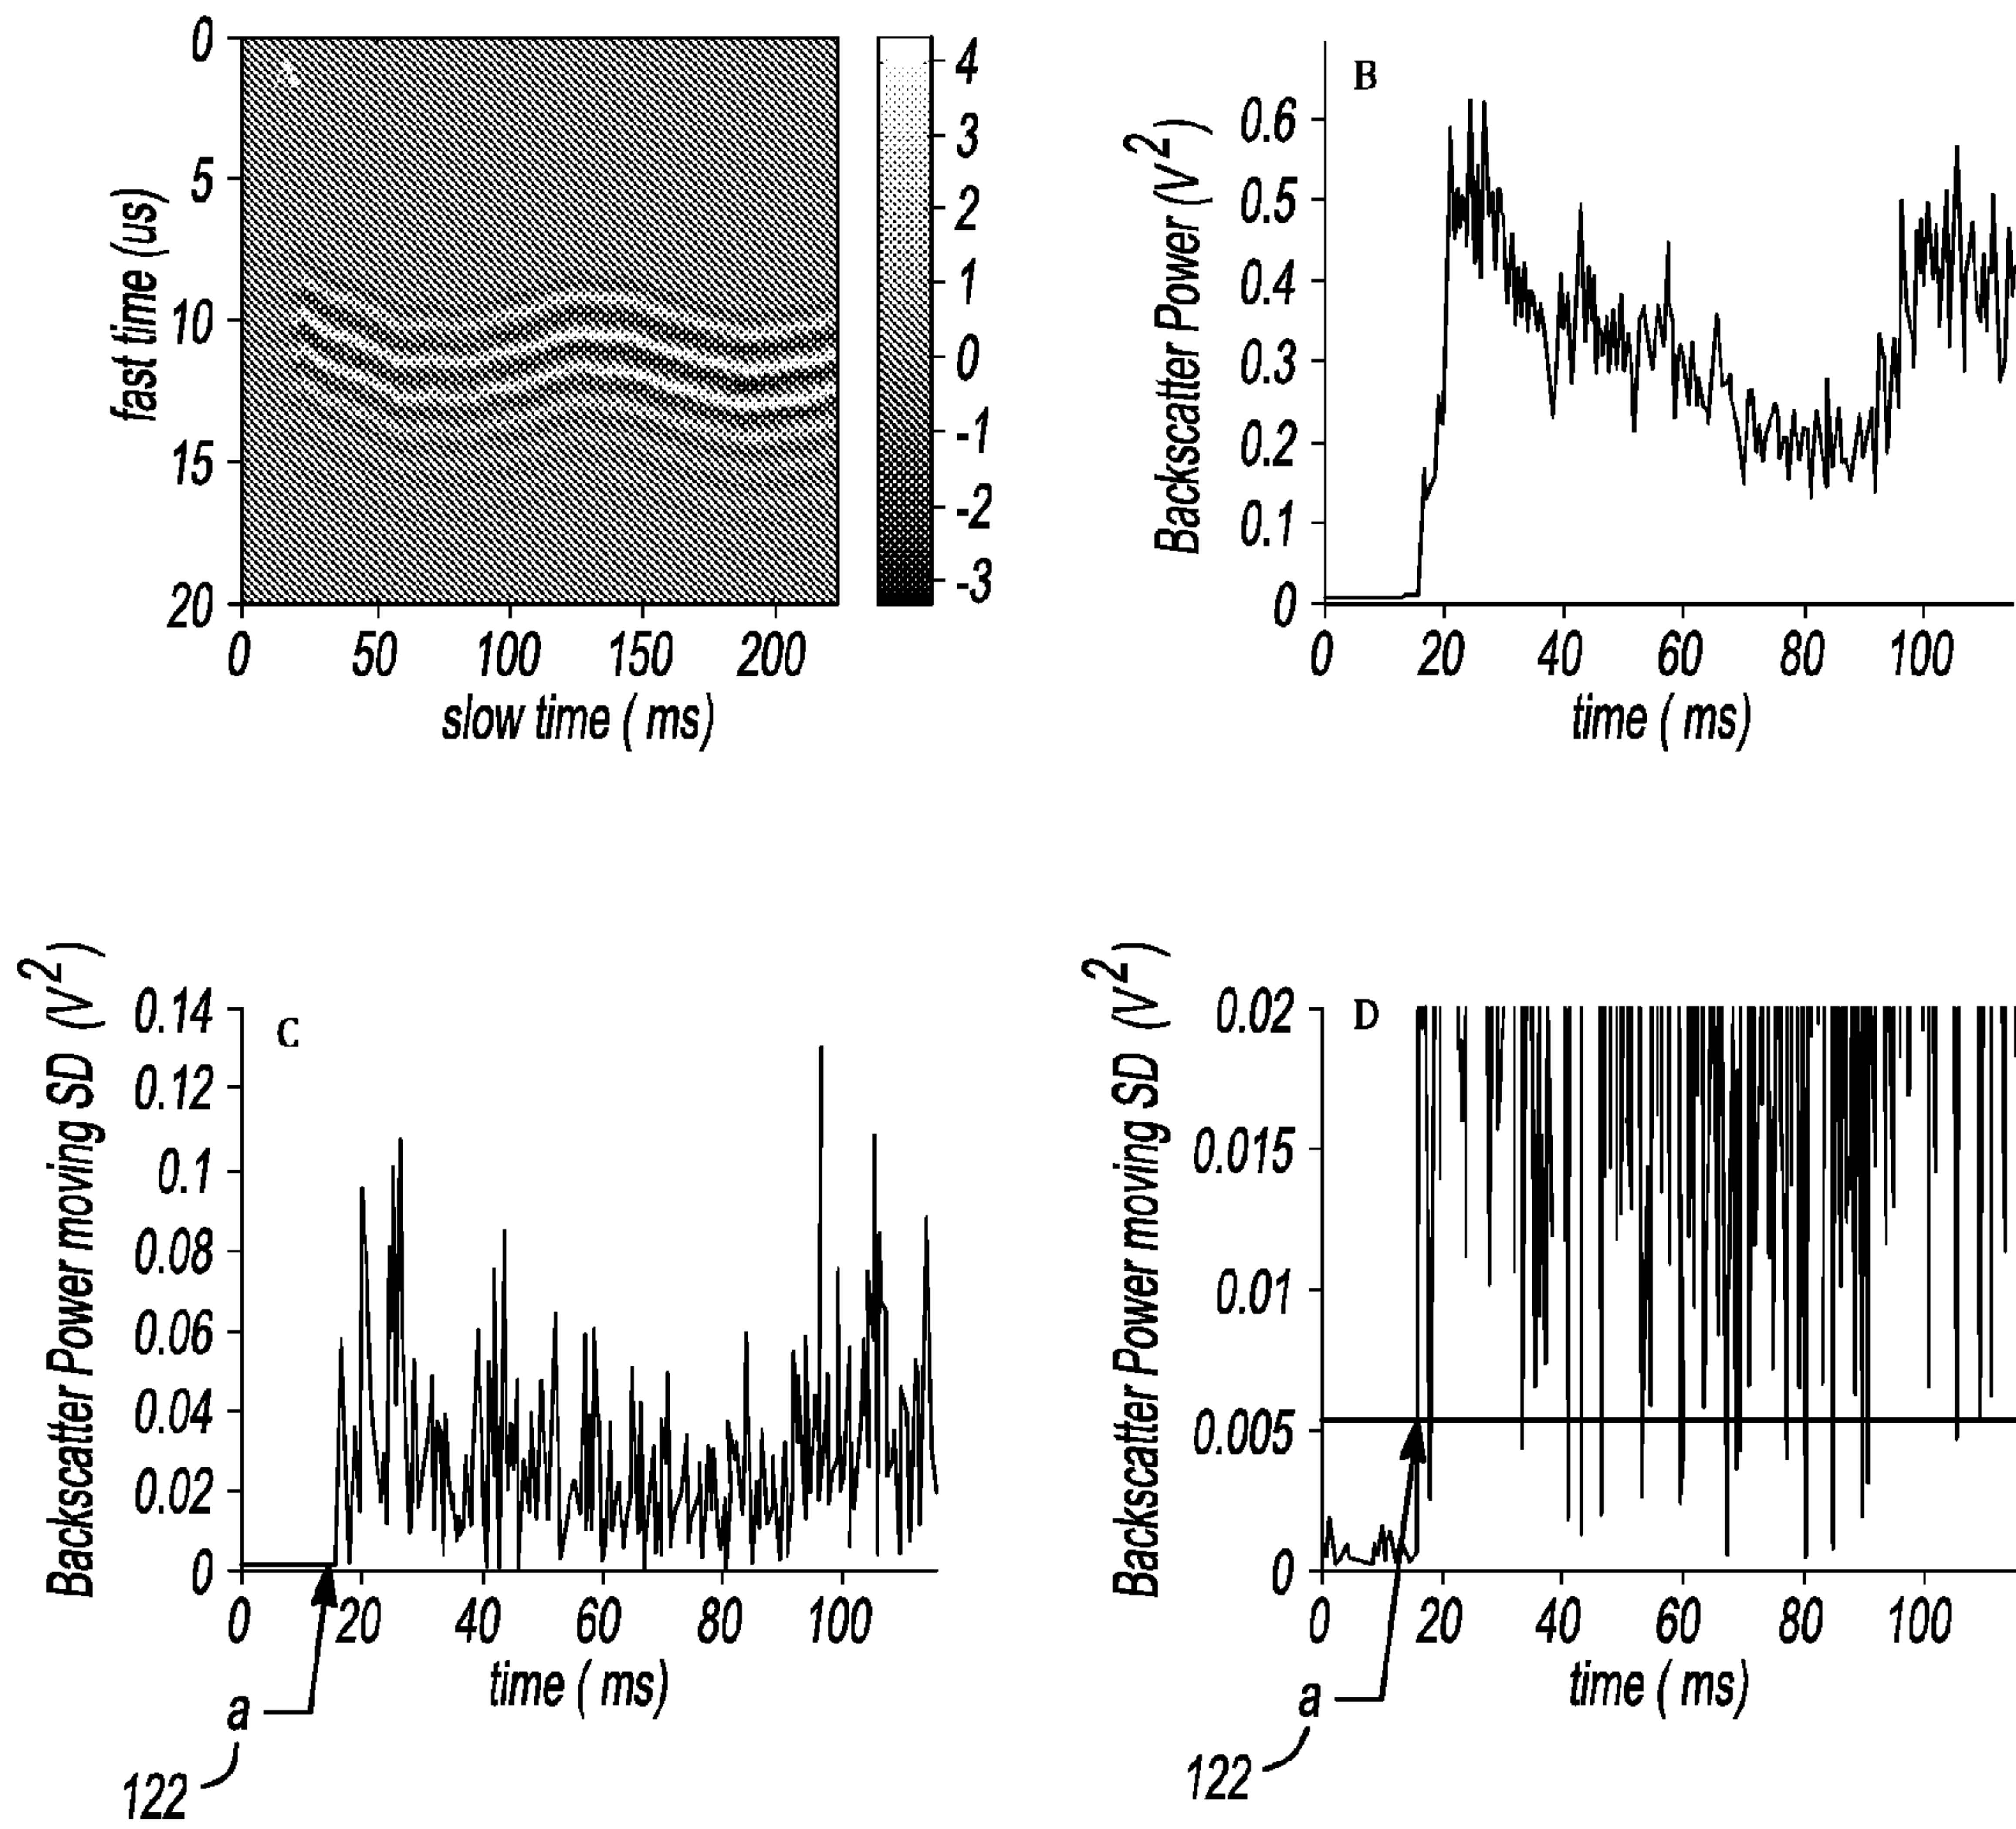 A
0
5
10
15
20
fast time (us)
0 50 100 150 200
slow time ( ms)
4
3
2
1
0
-1
-2
-3
B
Backscatter Power (V²)
0.6
0.5
0.4
0.3
0.2
0.1
0
0 20 40 60 80 100
time ( ms)
C
Backscatter Power moving SD (V²)
0.14
0.12
0.1
0.08
0.06
0.04
0.02
0
0 20 40 60 80 100
time ( ms)
a
122
D
Backscatter Power moving SD (V²)
0.02
0.015
0.01
0.005
0
0 20 40 60 80 100
time ( ms)
a
122